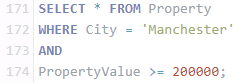 171 SELECT * FROM Property
172 WHERE City = 'Manchester'
173 AND
174 PropertyValue >= 200000;